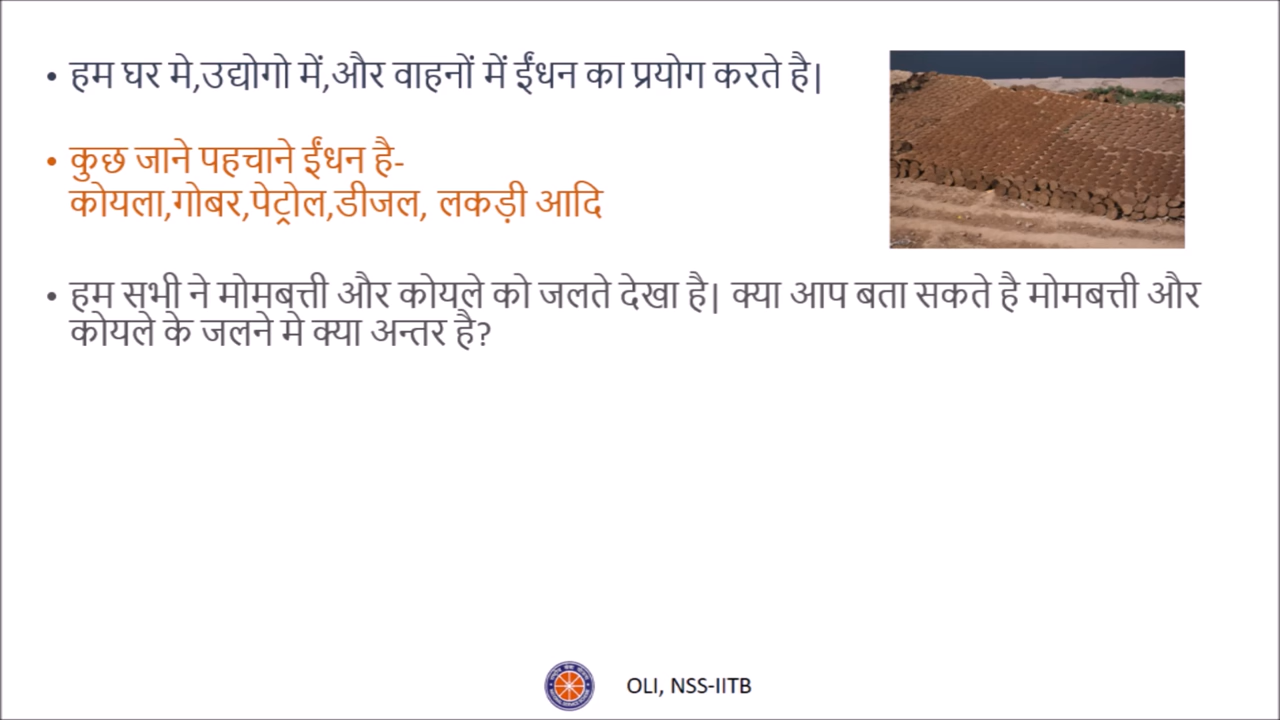 • हम घर मे,उद्योगो में,और वाहनों में ईंधन का प्रयोग करते है|
• कुछ जाने पहचाने ईंधन है-
कोयला,गोबर,पेट्रोल,डीजल, लकड़ी आदि
• हम सभी ने मोमबत्ती और कोयले को जलते देखा है| क्या आप बता सकते है मोमबत्ती और
कोयले के जलने मे क्या अन्तर है?
OLI, NSS-IITB